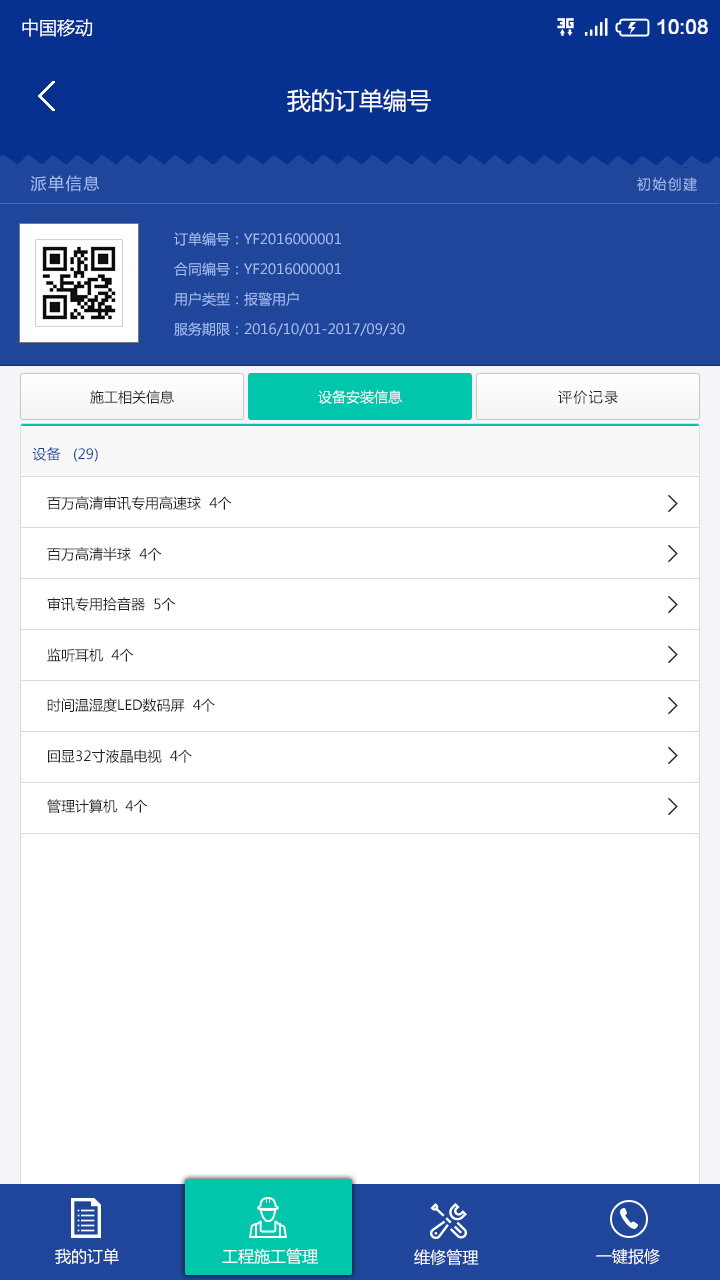 中国移动 3G 10:08
我的订单编号
派单信息 初始创建
订单编号：YF2016000001
合同编号：YF2016000001
用户类型：报警用户
服务期限：2016/10/01-2017/09/30
施工相关信息 设备安装信息 评价记录
设备 (29)
百万高清审讯专用高速球 4个
百万高清半球 4个
审讯专用拾音器 5个
监听耳机 4个
时间温湿度LED数码屏 4个
回显32寸液晶电视 4个
管理计算机 4个
我的订单 工程施工管理 维修管理 一键报修